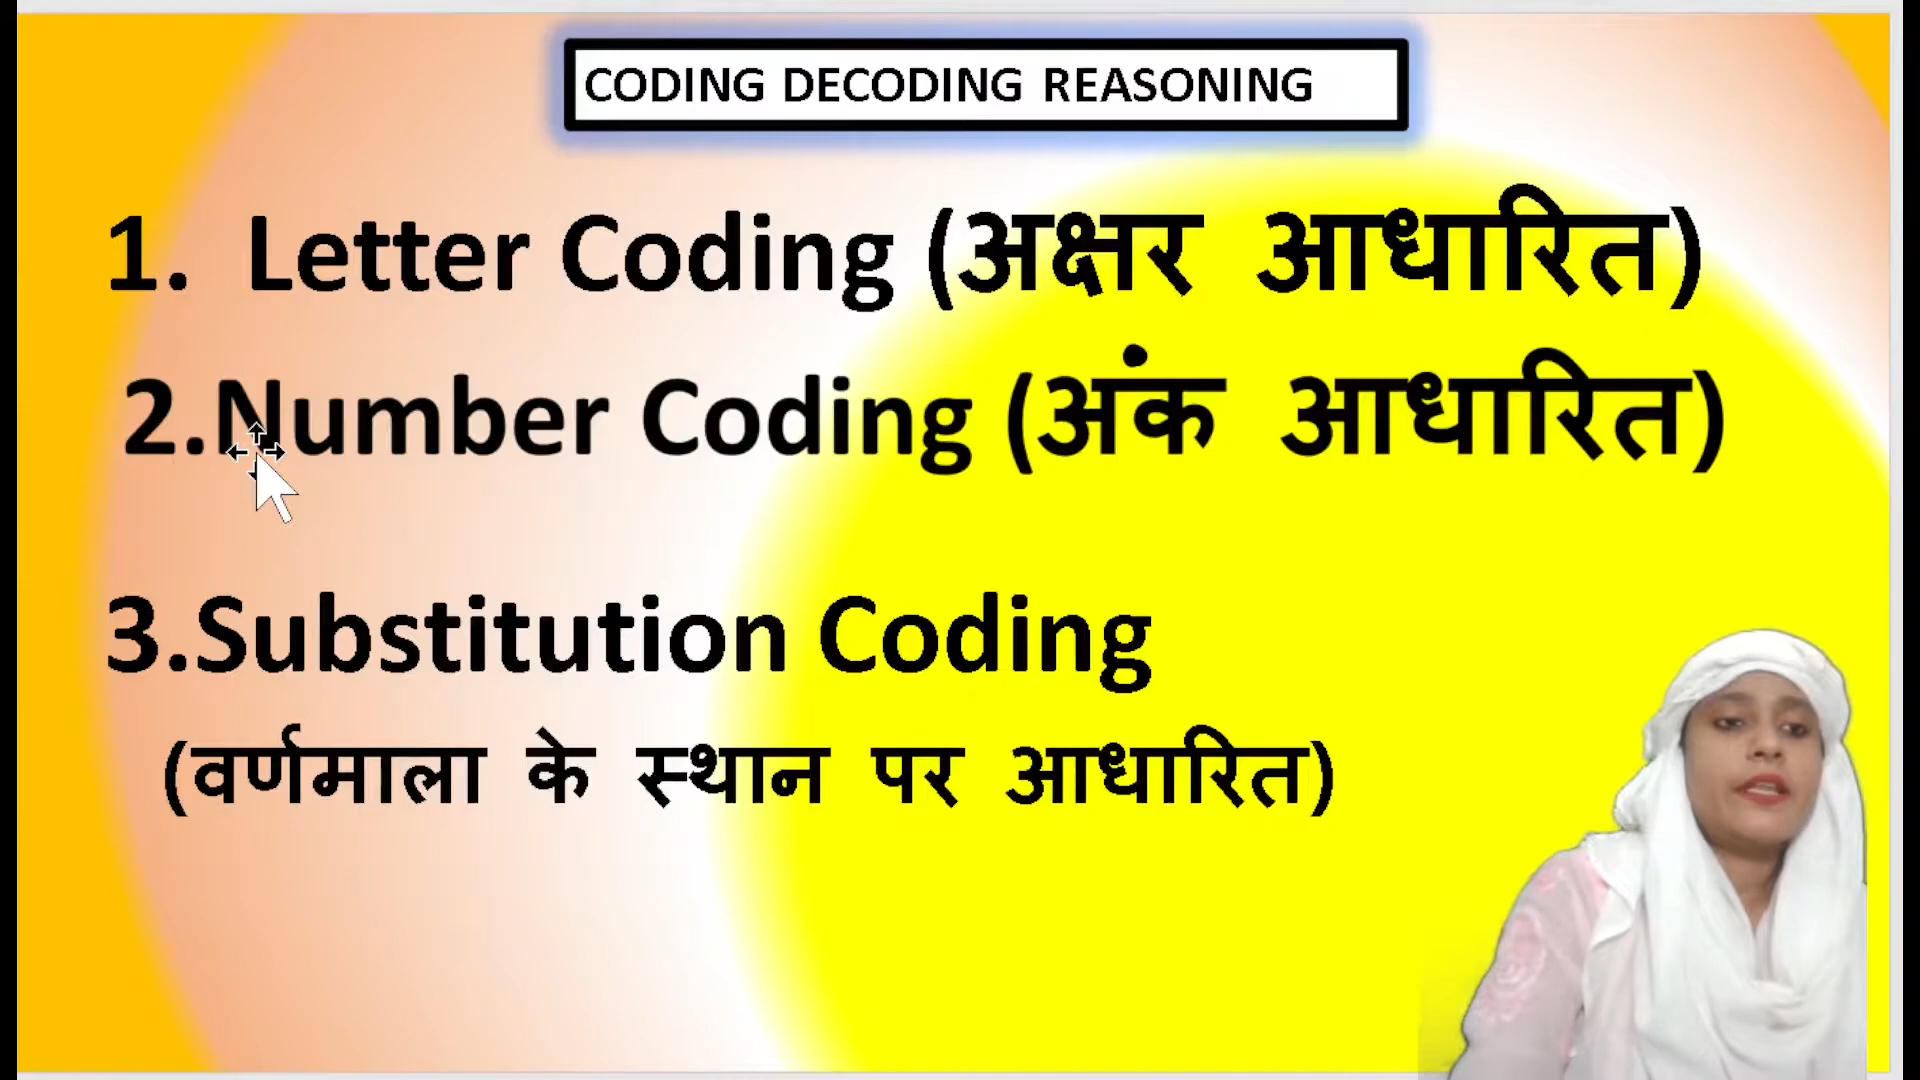 CODING DECODING REASONING
1. Letter Coding (अक्षर आधारित)
2.Number Coding (अंक आधारित)
3.Substitution Coding
(वर्णमाला के स्थान पर आधारित)